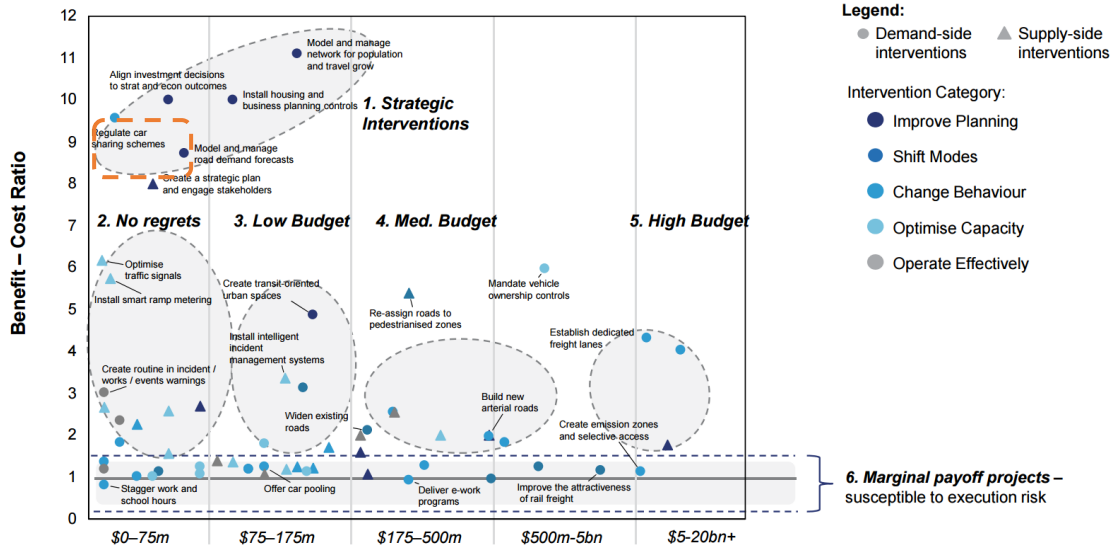 12
11
10
9
8
7
6
5
4
3
2
1
0
Benefit – Cost Ratio
Model and manage
network for population
and travel grow
Align investment decisions
to strat and econ outcomes
Install housing and
business planning controls
1. Strategic
Interventions
Regulate car
sharing schemes
Model and manage
road demand forecasts
Create a strategic plan
and engage stakeholders
2. No regrets
3. Low Budget
4. Med. Budget
5. High Budget
Optimise
traffic signals
Install smart ramp metering
Create transit-oriented
urban spaces
Mandate vehicle
ownership controls
Re-assign roads to
pedestrianised zones
Install intelligent
incident
management systems
Establish dedicated
freight lanes
Create routine in incident /
works / events warnings
Widen existing
roads
Build new
arterial roads
Create emission zones
and selective access
Stagger work and
school hours
Offer car pooling
Deliver e-work
programs
Improve the attractiveness
of rail freight
$0–75m
$75–175m
$175–500m
$500m-5bn
$5-20bn+
Legend:
Demand-side
interventions
Supply-side
interventions
Intervention Category:
Improve Planning
Shift Modes
Change Behaviour
Optimise Capacity
Operate Effectively
6. Marginal payoff projects –
susceptible to execution risk